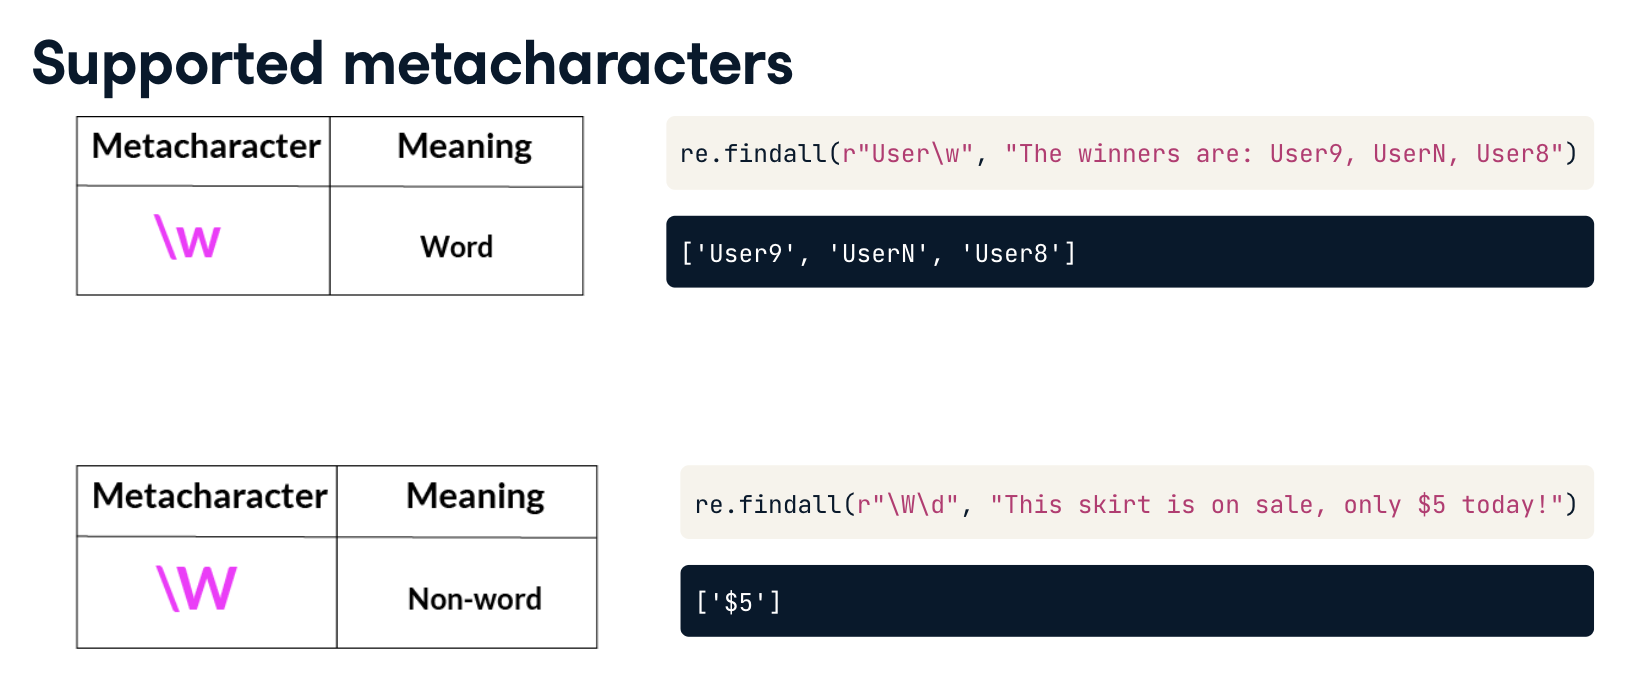 Supported metacharacters
Metacharacter Meaning
\w Word
re.findall(r"User\w", "The winners are: User9, UserN, User8")
['User9', 'UserN', 'User8']
Metacharacter Meaning
\W Non-word
re.findall(r"\W\d", "This skirt is on sale, only $5 today!")
['$5']